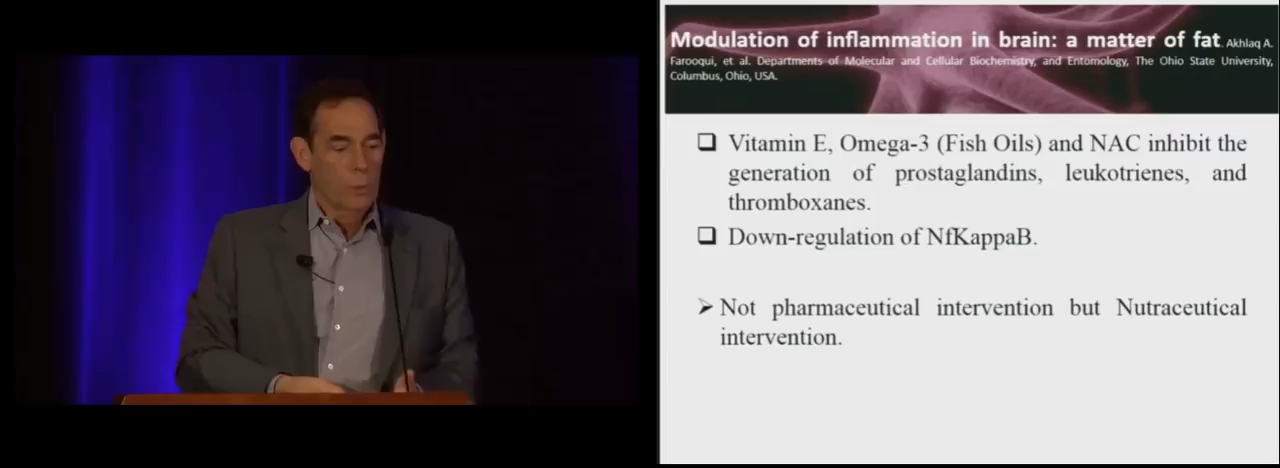 Modulation of inflammation in brain: a matter of fat. Akhlaq A.
Farooqui, et al. Departments of Molecular and Cellular Biochemistry, and Entomology, The Ohio State University,
Columbus, Ohio, USA.
❑ Vitamin E, Omega-3 (Fish Oils) and NAC inhibit the
generation of prostaglandins, leukotrienes, and
thromboxanes.
❑ Down-regulation of NfKappaB.
➢ Not pharmaceutical intervention but Nutraceutical
intervention.